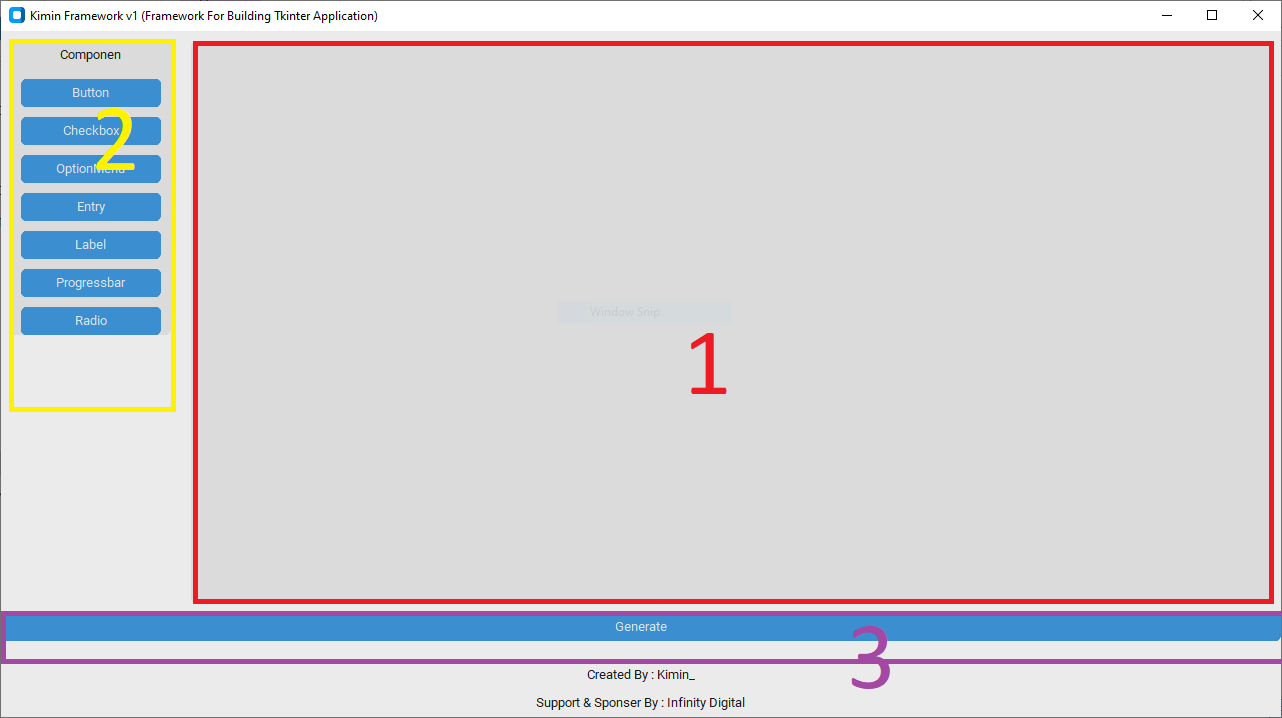 Kimin Framework v1 (Framework For Building Tkinter Application)
Componen
Button
Checkbox
2
OptionMenu
Entry
Label
Progressbar
Radio
Window Snip
1
Generate
3
Created By : Kimin_
Support & Sponser By : Infinity Digital